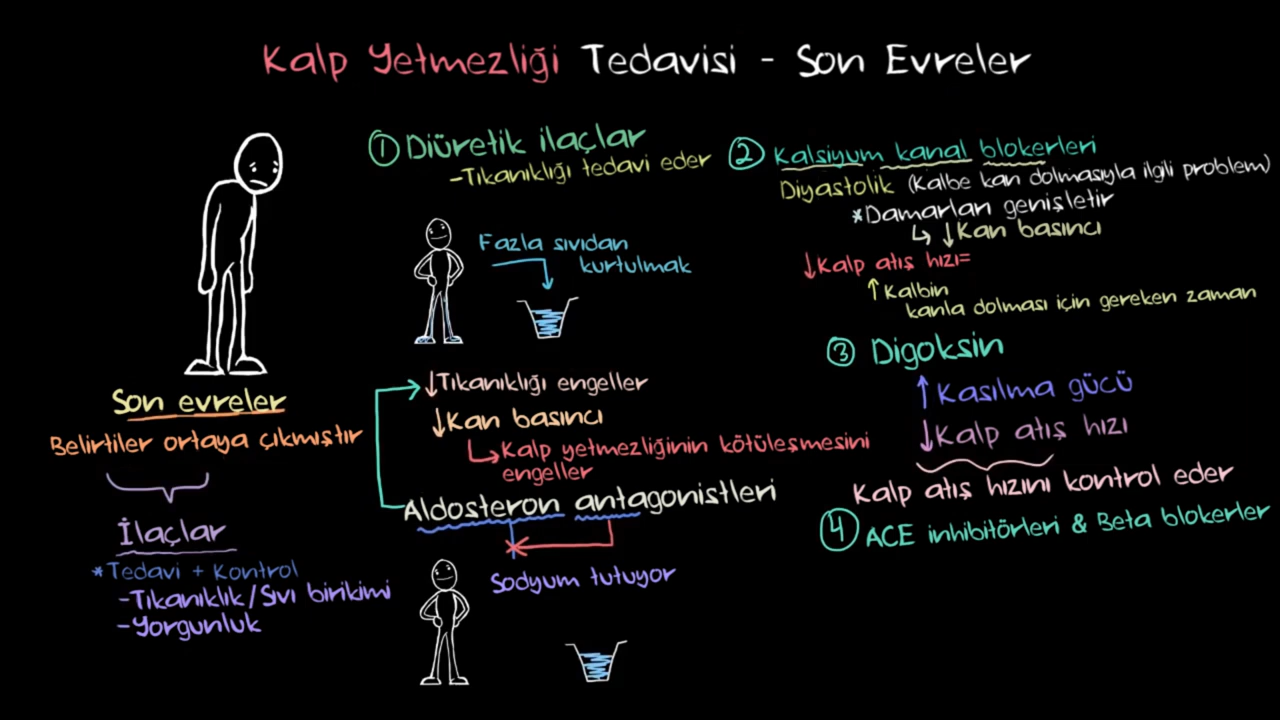 Kalp Yetmezliği Tedavisi - Son Evreler
Son evreler
Belirtiler ortaya çıkmıştır
İlaçlar
*Tedavi + Kontrol
-Tıkanıklık/Sıvı birikimi
-Yorgunluk
1 Diüretik ilaçlar
-Tıkanıklığı tedavi eder
Fazla sıvıdan
kurtulmak
↓Tıkanıklığı engeller
↓Kan basıncı
↳Kalp yetmezliğinin kötüleşmesini
engeller
Aldosteron antagonistleri
Sodyum tutuyor
2 Kalsiyum kanal blokerleri
Diyastolik (Kalbe kan dolmasıyla ilgili problem)
*Damarları genişletir
↳ ↓Kan basıncı
↓Kalp atış hızı=
↑Kalbin
kanla dolması için gereken zaman
3 Digoksin
↑Kasılma gücü
↓Kalp atış hızı
Kalp atış hızını kontrol eder
4 ACE inhibitörleri & Beta blokerler